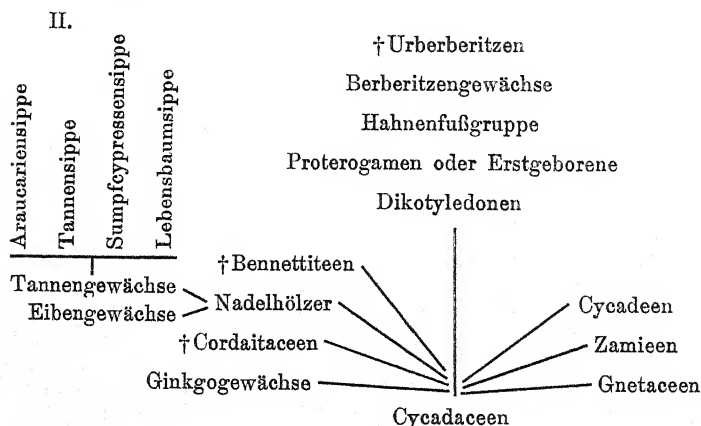 II.
Araucariensippe
Tannensippe
Sumpfcypressensippe
Lebensbaumsippe
†Urberberitzen
Berberitzengewächse
Hahnenfußgruppe
Proterogamen oder Erstgeborene
Dikotyledonen
†Bennettiteen
Tannengewächse
Eibengewächse
Nadelhölzer
Cycadeen
†Cordaitaceen
Zamieen
Ginkgogewächse
Gnetaceen
Cycadaceen